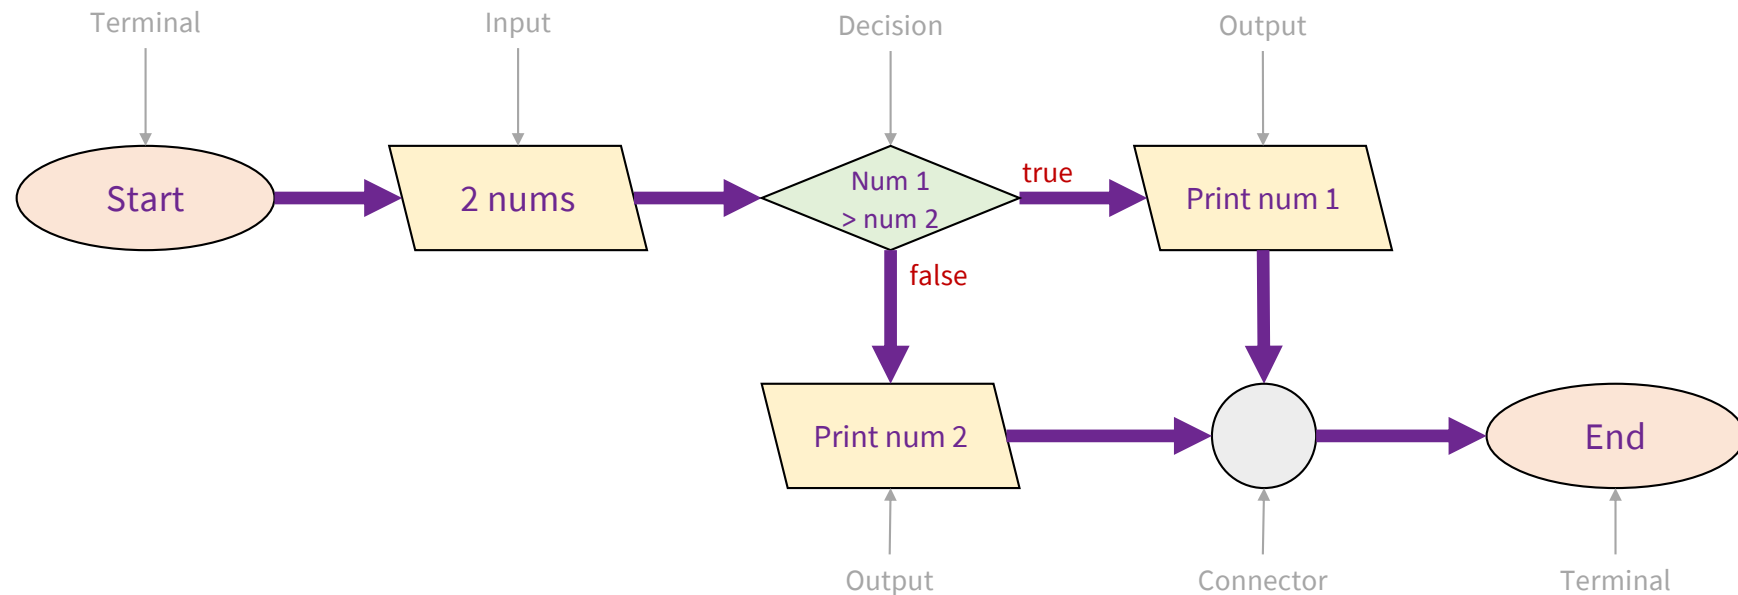 Terminal
Input
Decision
Output
Start
2 nums
Num 1
> num 2
true
Print num 1
false
Print num 2
End
Output
Connector
Terminal